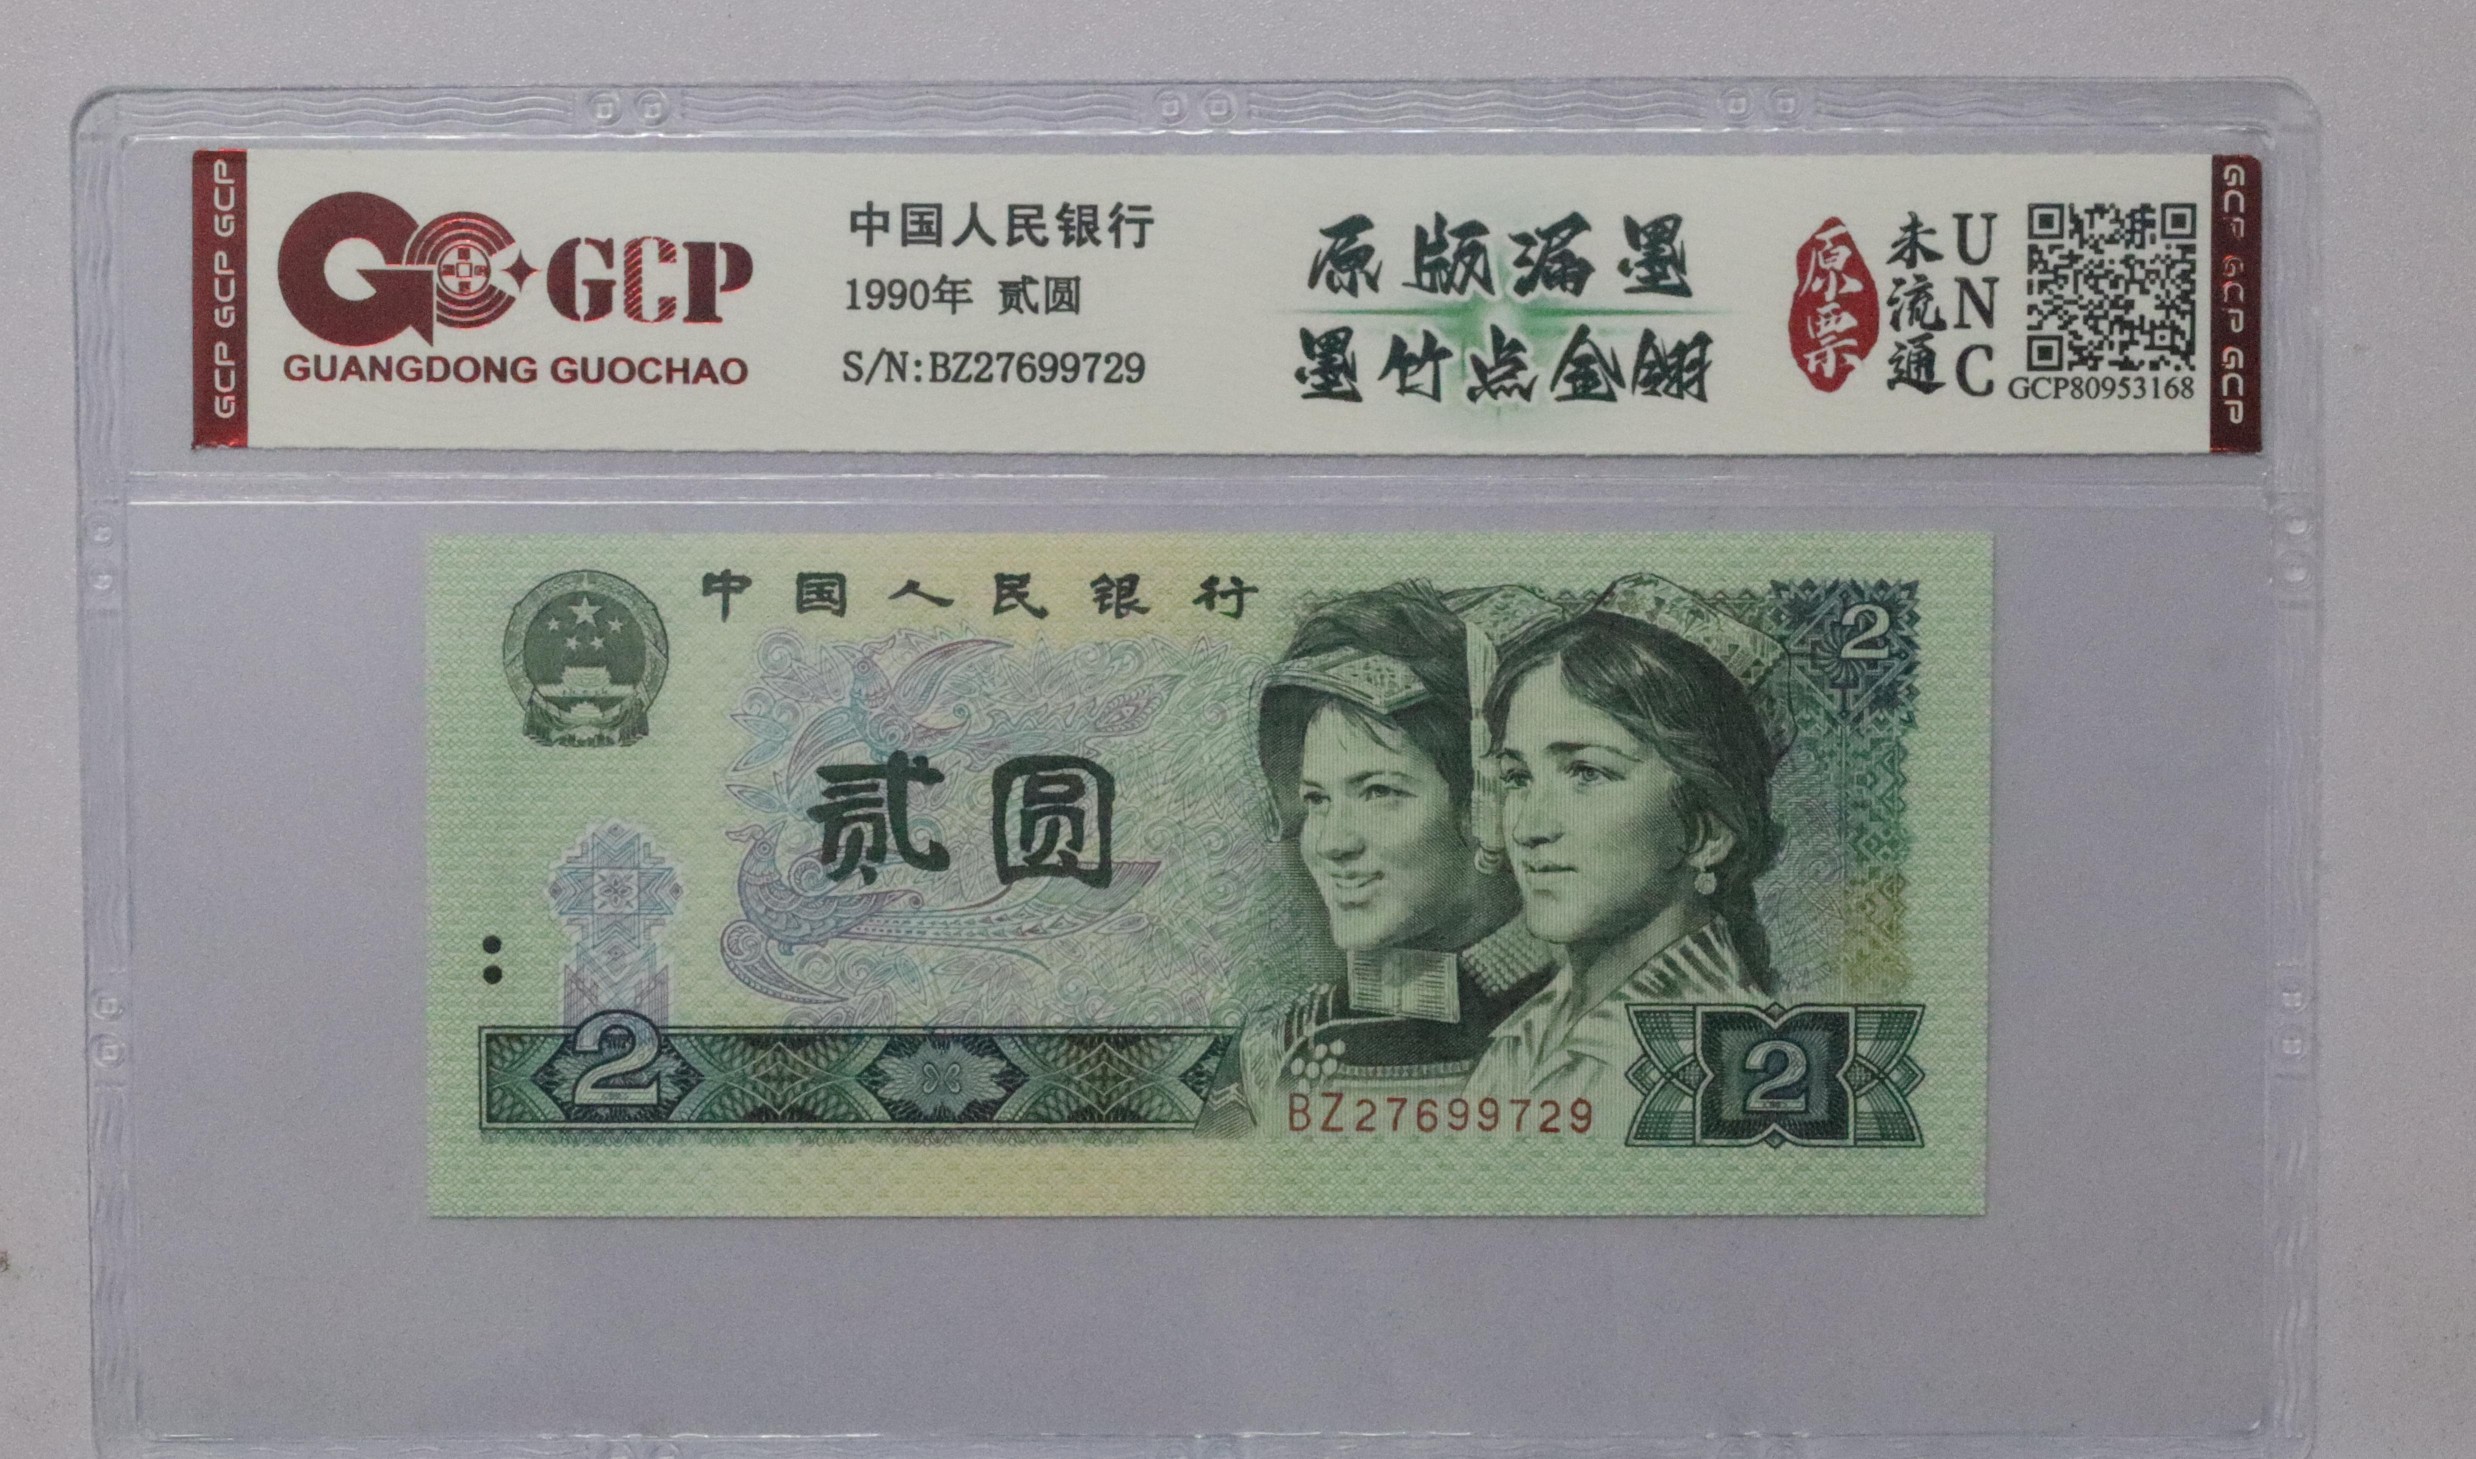 GCP GCP GCP
GCP
GUANGDONG GUOCHAO
中国人民银行
1990年 贰圆
S/N:BZ27699729
原版漏墨
墨竹点金翎
原票
未流通
UNC
GCP80953168
GCP GCP GCP
中国人民银行
2
贰圆
2
BZ27699729
2